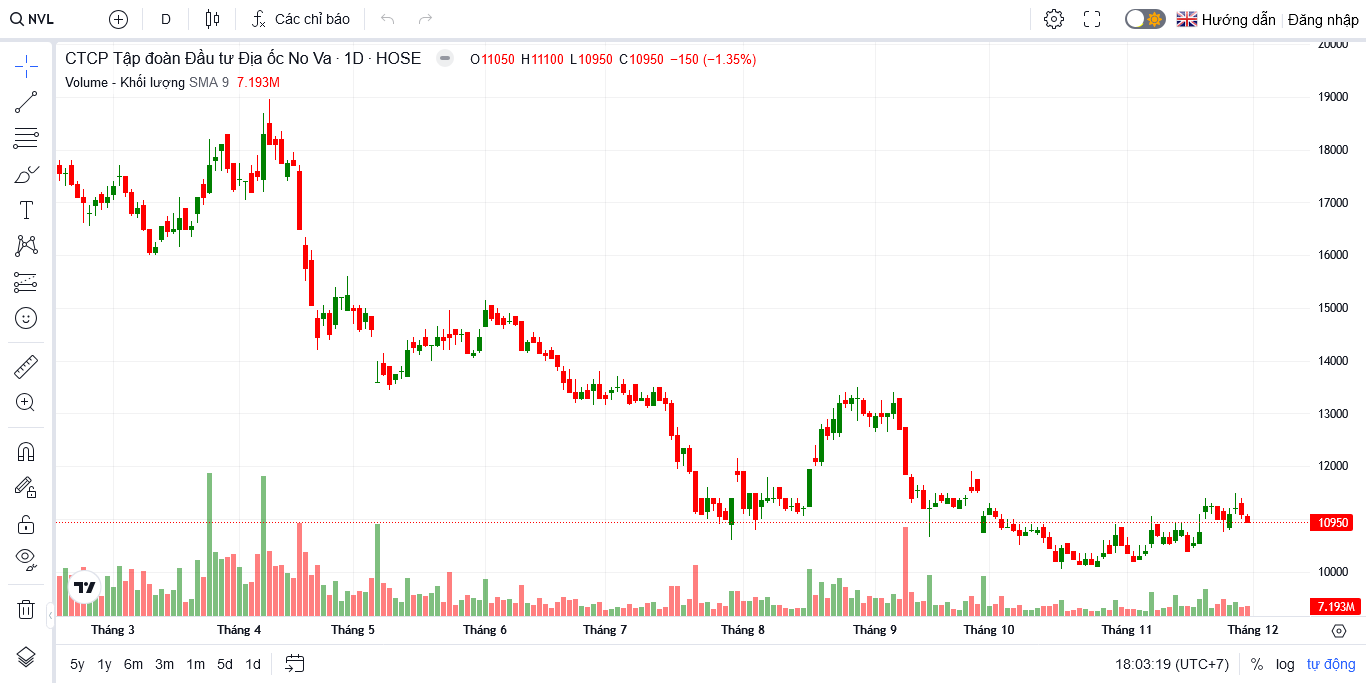 NVL D Các chỉ báo Hướng dẫn Đăng nhập
CTCP Tập đoàn Đầu tư Địa ốc No Va · 1D · HOSE O11050 H11100 L10950 C10950 −150 (−1.35%)
Volume - Khối lượng SMA 9 7.193M
20000
19000
18000
17000
16000
15000
14000
13000
12000
10950
10000
7.193M
Tháng 3 Tháng 4 Tháng 5 Tháng 6 Tháng 7 Tháng 8 Tháng 9 Tháng 10 Tháng 11 Tháng 12
5y 1y 6m 3m 1m 5d 1d 18:03:19 (UTC+7) % log tự động